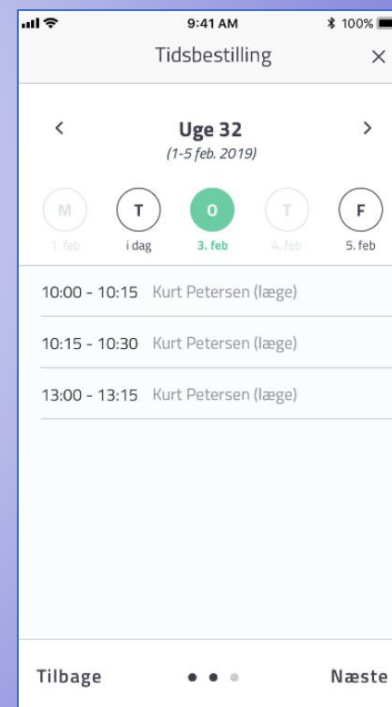 9:41 AM 100%
Tidsbestilling
Uge 32
(1-5 feb. 2019)
M T O T F
1. feb i dag 3. feb 4. feb 5. feb
10:00 - 10:15 Kurt Petersen (læge)
10:15 - 10:30 Kurt Petersen (læge)
13:00 - 13:15 Kurt Petersen (læge)
Tilbage Næste